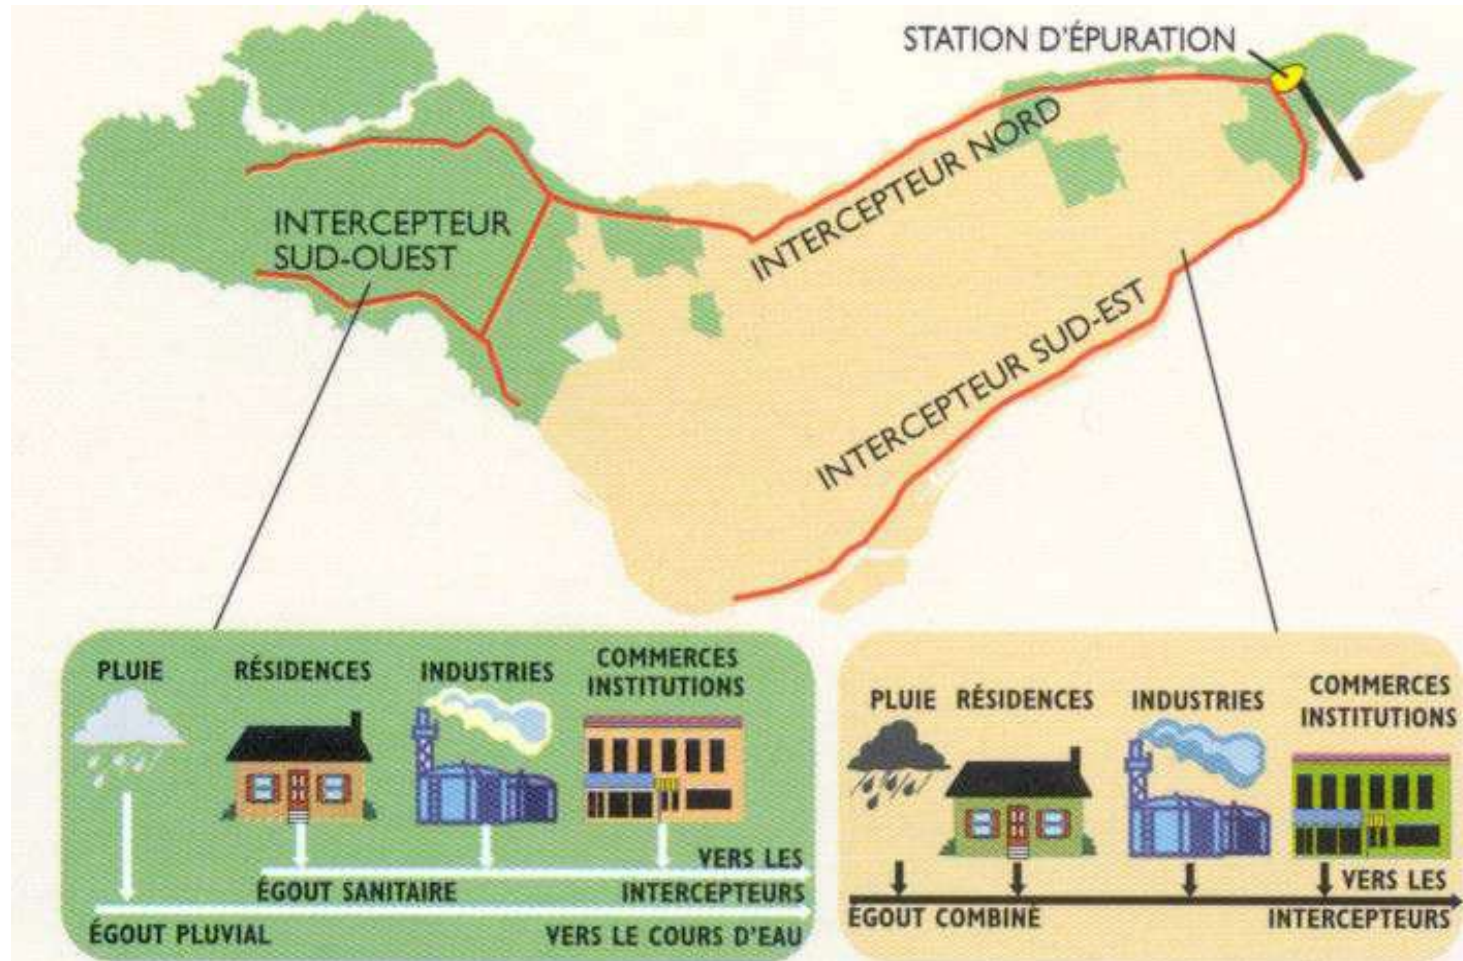 STATION D'ÉPURATION
INTERCEPTEUR NORD
INTERCEPTEUR
SUD-OUEST
INTERCEPTEUR SUD-EST
PLUIE
RÉSIDENCES
INDUSTRIES
COMMERCES
INSTITUTIONS
VERS LES
ÉGOUT SANITAIRE
INTERCEPTEURS
ÉGOUT PLUVIAL
VERS LE COURS D'EAU
PLUIE
RÉSIDENCES
INDUSTRIES
COMMERCES
INSTITUTIONS
VERS LES
ÉGOUT COMBINÉ
INTERCEPTEURS